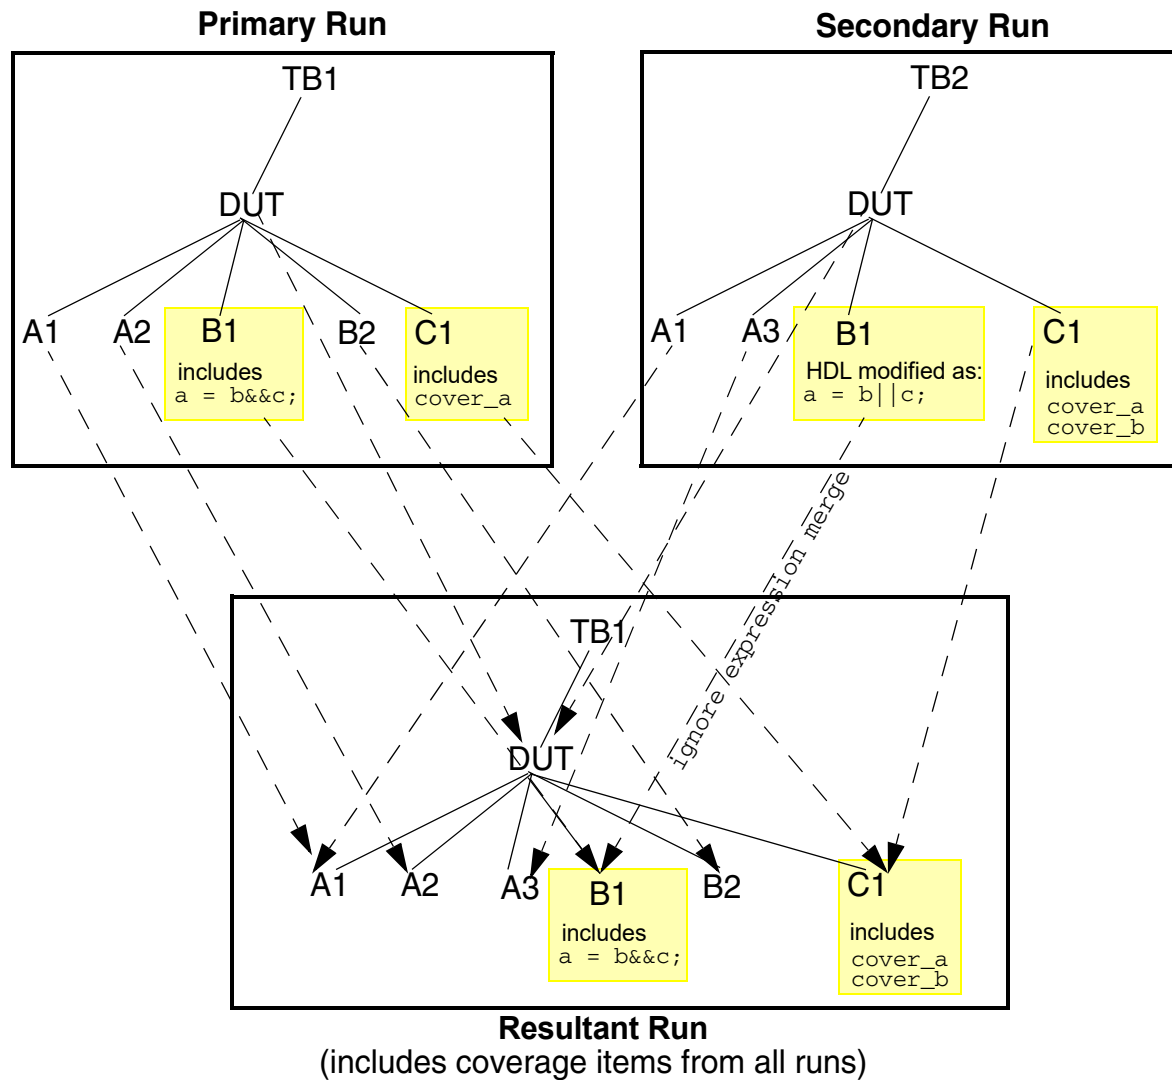 Primary Run
TB1
DUT
A1
A2
B1
includes
a = b&&c;
B2
C1
includes
cover_a
Secondary Run
TB2
DUT
A1
A3
B1
HDL modified as:
a = b||c;
C1
includes
cover_a
cover_b
ignore expression merge
TB1
DUT
A1
A2
A3
B1
includes
a = b&&c;
B2
C1
includes
cover_a
cover_b
Resultant Run
(includes coverage items from all runs)